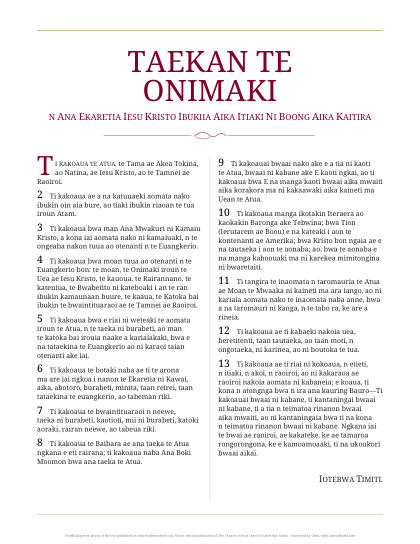 TAEKAN TE
ONIMAKI
N ANA EKARETIA IESU KRISTO IBUKIIA AIKA ITIAKI NI BOONG AIKA KAITIRA
TI KAKOAUA TE ATUA, te Tama ae Akea Tokina,
ao Natina, ae Iesu Kristo, ao te Tamnei ae
Raoiroi.
2 Ti kakoaua ae a na katuuaeki aomata nako
ibukin oin aia bure, ao tiaki ibukin riaoan te tua
iroun Atam.
3 Ti kakoaua bwa man Ana Mwakuri ni Kamaiu
Kristo, a kona iai aomata nako ni kamaiuaki, n te
ongeaba nakon tuua ao otenanti n te Euangkerio.
4 Ti kakoaua bwa moan tuua ao otenanti n te
Euangkerio bon: te moan, te Onimaki iroun te
Uea ae Iesu Kristo, te kauoua, te Rairannano, te
kateniua, te Bwabetito ni kateboaki i an te ran
ibukin kamaunaan buure, te kaaua, te Katoka bai
ibukin te bwaintituaraoi ae te Tamnei ae Raoiroi.
5 Ti kakoaua bwa e riai ni weteaki te aomata
iroun te Atua, n te taeka ni burabeti, ao man
te katoka bai irouia naake a kariaiakaki, bwa e
na tataekina te Euangkerio ao ni karaoi taian
otenanti ake iai.
6 Ti kakoaua te botaki naba ae ti te arona
ma are iai ngkoa i nanon te Ekaretia ni Kawai,
aika, abotoro, burabeti, minita, taan reirei, taan
tataekina te euangkerio, ao tabeman riki.
7 Ti kakoaua te bwaintituaraoi n neewe,
taeka ni burabeti, kaotioti, mii ni burabeti, katoki
aoraki, rairan neewe, ao tabeua riki.
8 Ti kakoaua te Baibara ae ana taeka te Atua
ngkana e eti rairana; ti kakoaua naba Ana Boki
Moomon bwa ana taeka te Atua.
9 Ti kakoauai bwaai nako ake e a tia ni kaoti
te Atua, bwaai ni kabane ake E kaoti ngkai, ao ti
kakoaua bwa E na manga kaoti bwaai aika mwaiti
aika korakora ma ni kakaawaki aika kaineti ma
Uean te Atua.
10 Ti kakoaua manga ikotakin Iteraera ao
kaokakin Baronga ake Tebwina; bwa Tion
(Ierutarem ae Boou) e na kateaki i aon te
kontenanti ae Amerika; bwa Kristo bon ngaia ae e
na tautaeka i aon te aonaba; ao, bwa te aonaba e
na manga kaboouaki ma ni karekea mimitongina
ni bwaretaiti.
11 Ti tangira te inaomata n taromauria te Atua
ae Moan te Mwaaka ni kaineti ma ara iango, ao ni
kariaia aomata nako te inaomata naba anne, bwa
a na taromauri ni kanga, n te tabo ra, ke are a
rineia.
12 Ti kakoaua ae ti kabaeki nakoia uea,
beretitenti, taan tautaeka, ao taan moti, n
ongotaeka, ni karinea, ao ni boutoka te tua.
13 Ti kakoaua ae ti riai ni kokoaua, n etieti,
n itiaki, n akoi, n raoiroi, ao ni kakaraoa ae
raoiroi nakoia aomata ni kabaneia; e koaua, ti
kona n atongnga bwa ti ira ana kauring Bauro—Ti
kakoauai bwaai ni kabane, ti kantaningai bwaai
ni kabane, ti a tia n teimatoa rinanon bwaai
aika mwaiti, ao ni kantaningaia bwa ti na kona
n teimatoa rinanon bwaai ni kabane. Ngkana iai
te bwai ae raoiroi, ae kakateke, ke ae tamaroa
rongorongona, ke e kamoamoaaki, ti na ukoukori
bwaai aikai.
IOTEBWA TIMITI.